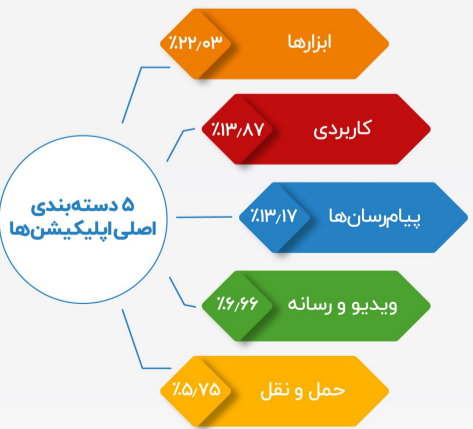 ۵ دسته‌بندی
اصلی اپلیکیشن‌ها
ابزارها
٪۲۲٫۰۳
کاربردی
٪۱۳٫۸۷
پیام‌رسان‌ها
٪۱۳٫۱۷
ویدیو و رسانه
٪۶٫۶۶
حمل و نقل
٪۵٫۷۵